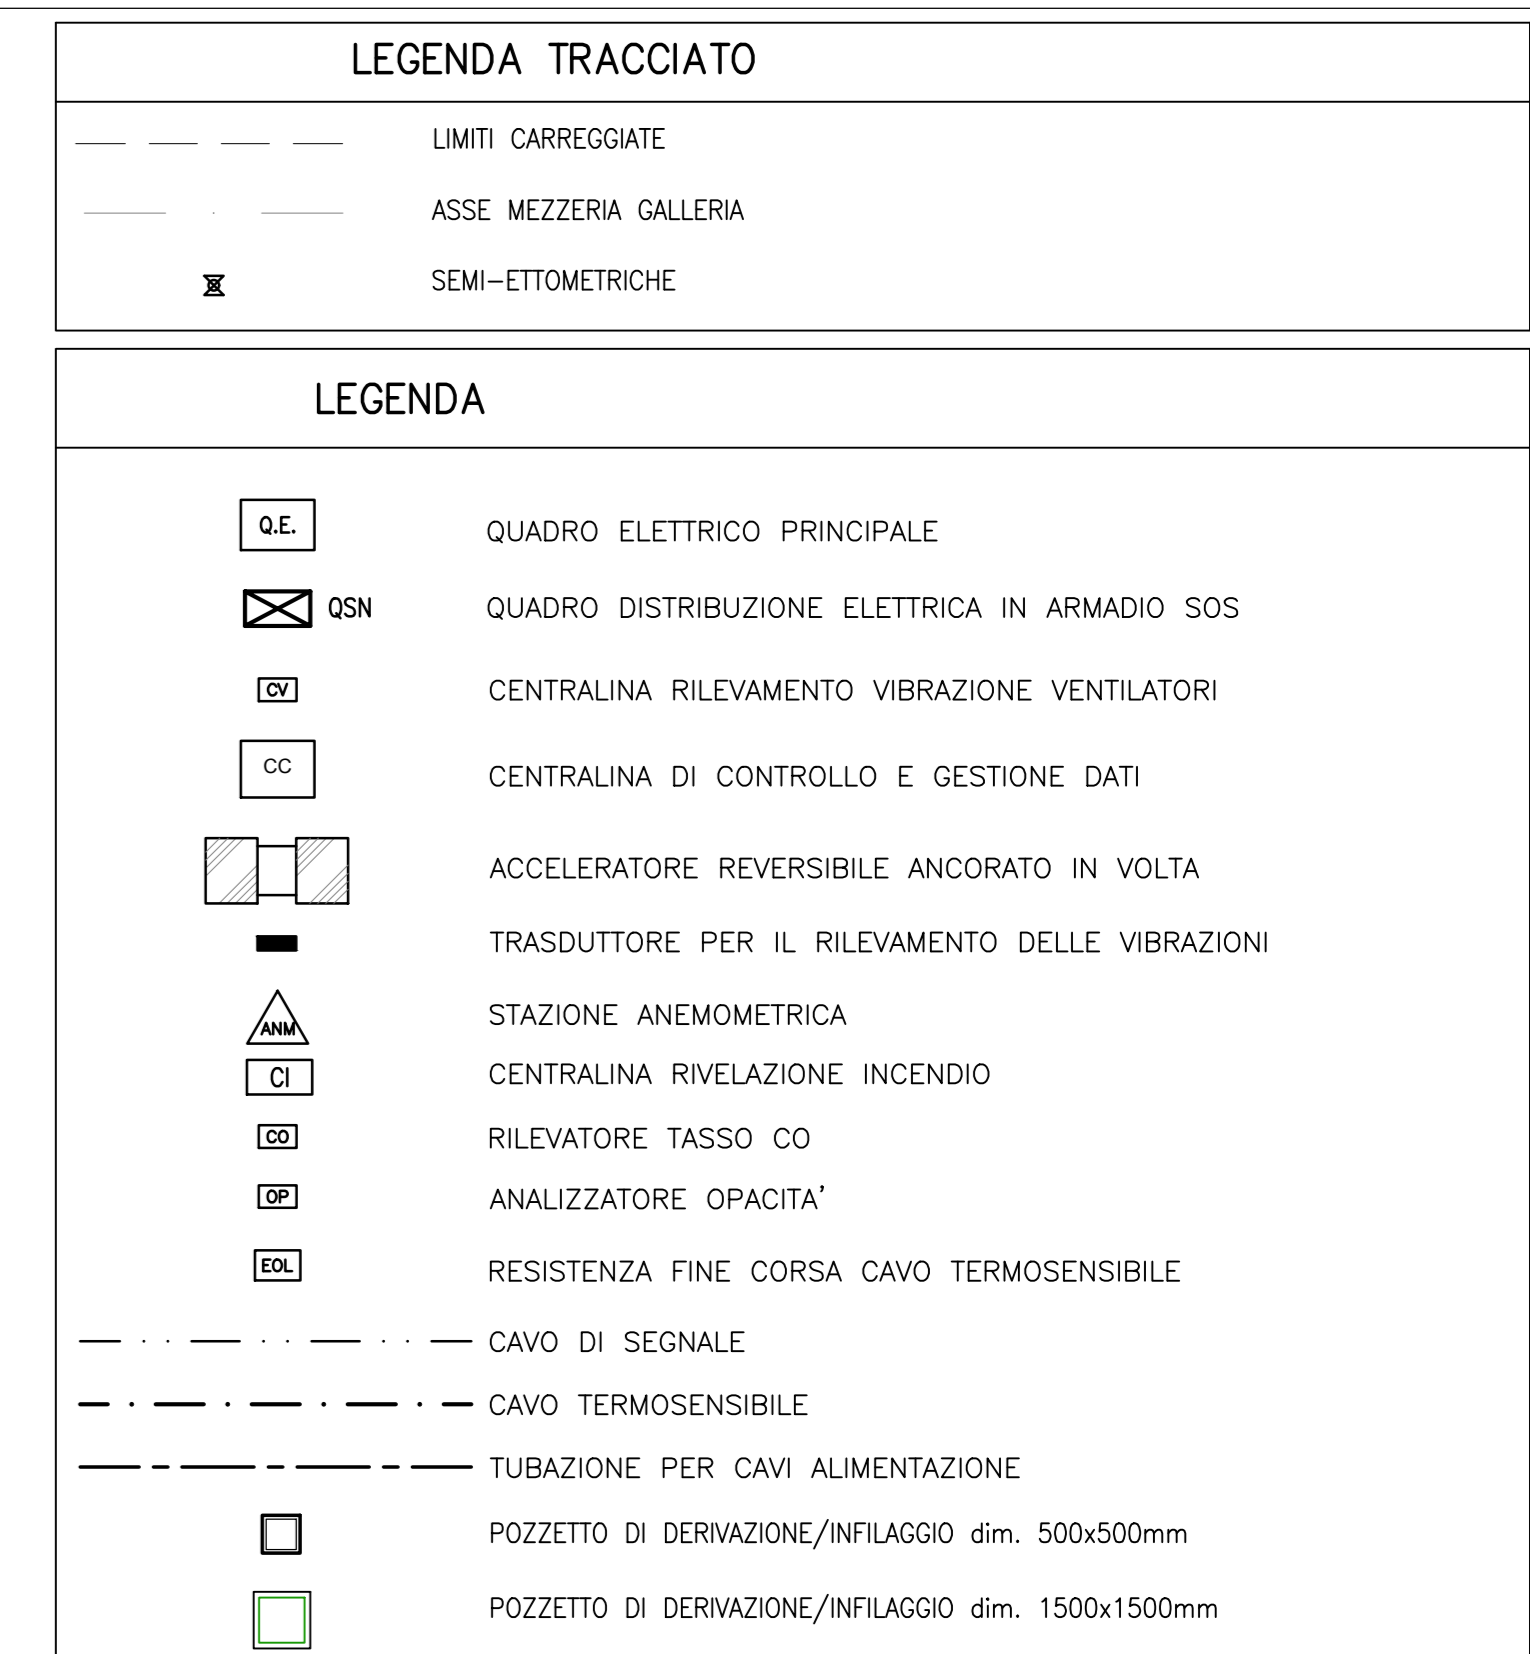 LEGENDA TRACCIATO
LIMITI CARREGGIATE
ASSE MEZZERIA GALLERIA
SEMI-ETTOMETRICHE
LEGENDA
Q.E. QUADRO ELETTRICO PRINCIPALE
QSN QUADRO DISTRIBUZIONE ELETTRICA IN ARMADIO SOS
CV CENTRALINA RILEVAMENTO VIBRAZIONE VENTILATORI
CC CENTRALINA DI CONTROLLO E GESTIONE DATI
ACCELERATORE REVERSIBILE ANCORATO IN VOLTA
TRASDUTTORE PER IL RILEVAMENTO DELLE VIBRAZIONI
ANM STAZIONE ANEMOMETRICA
CI CENTRALINA RIVELAZIONE INCENDIO
CO RILEVATORE TASSO CO
OP ANALIZZATORE OPACITA'
EOL RESISTENZA FINE CORSA CAVO TERMOSENSIBILE
CAVO DI SEGNALE
CAVO TERMOSENSIBILE
TUBAZIONE PER CAVI ALIMENTAZIONE
POZZETTO DI DERIVAZIONE/INFILAGGIO dim. 500x500mm
POZZETTO DI DERIVAZIONE/INFILAGGIO dim. 1500x1500mm